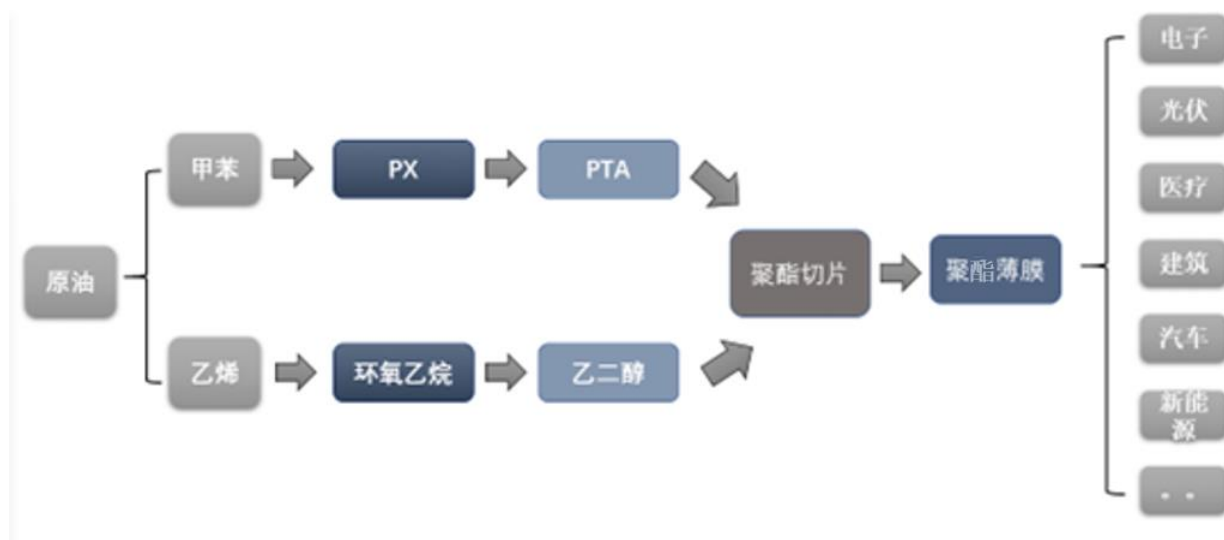 原油
甲苯
PX
PTA
乙烯
环氧乙烷
乙二醇
聚酯切片
聚酯薄膜
电子
光伏
医疗
建筑
汽车
新能
源
。。